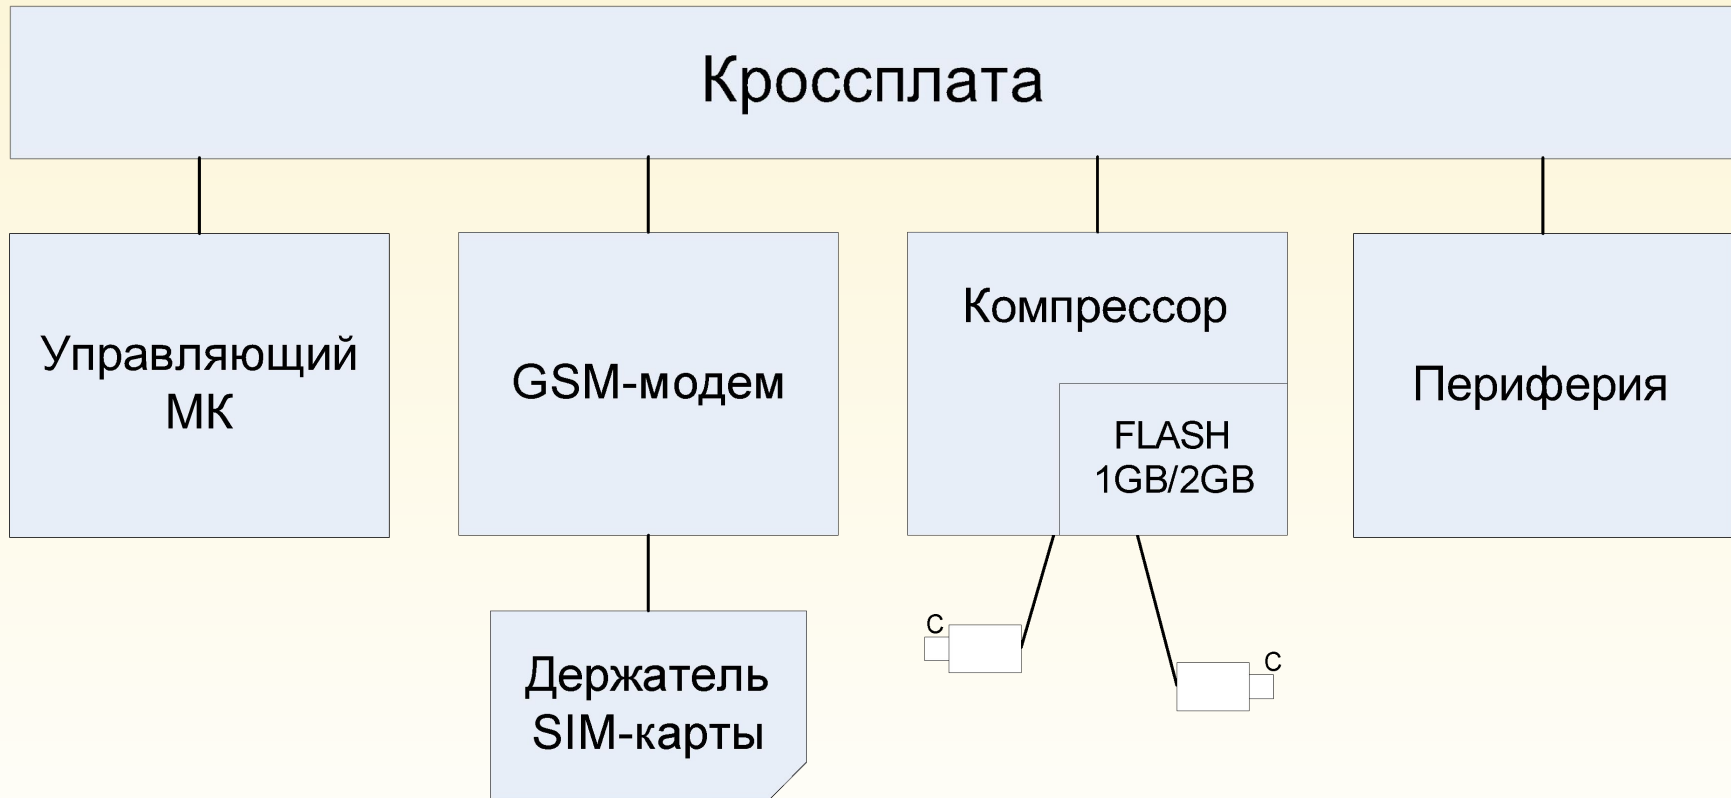 Кроссплата
Управляющий
МК
GSM-модем
Компрессор
FLASH
1GB/2GB
Периферия
С
С
Держатель
SIM-карты